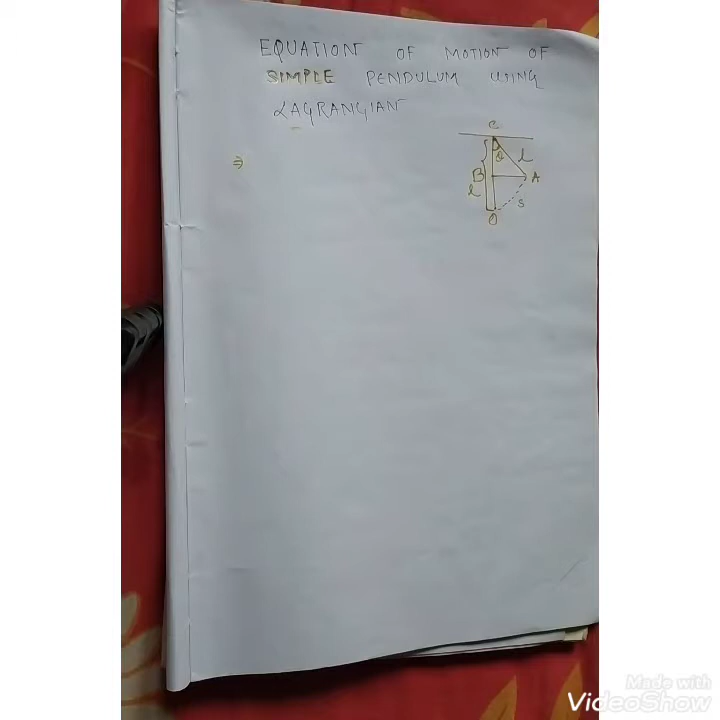 EQUATION OF MOTION OF
SIMPLE PENDULUM USING
LAGRANGIAN
⇒
C
θ l
B A
l
s
O
Made with
VideoShow